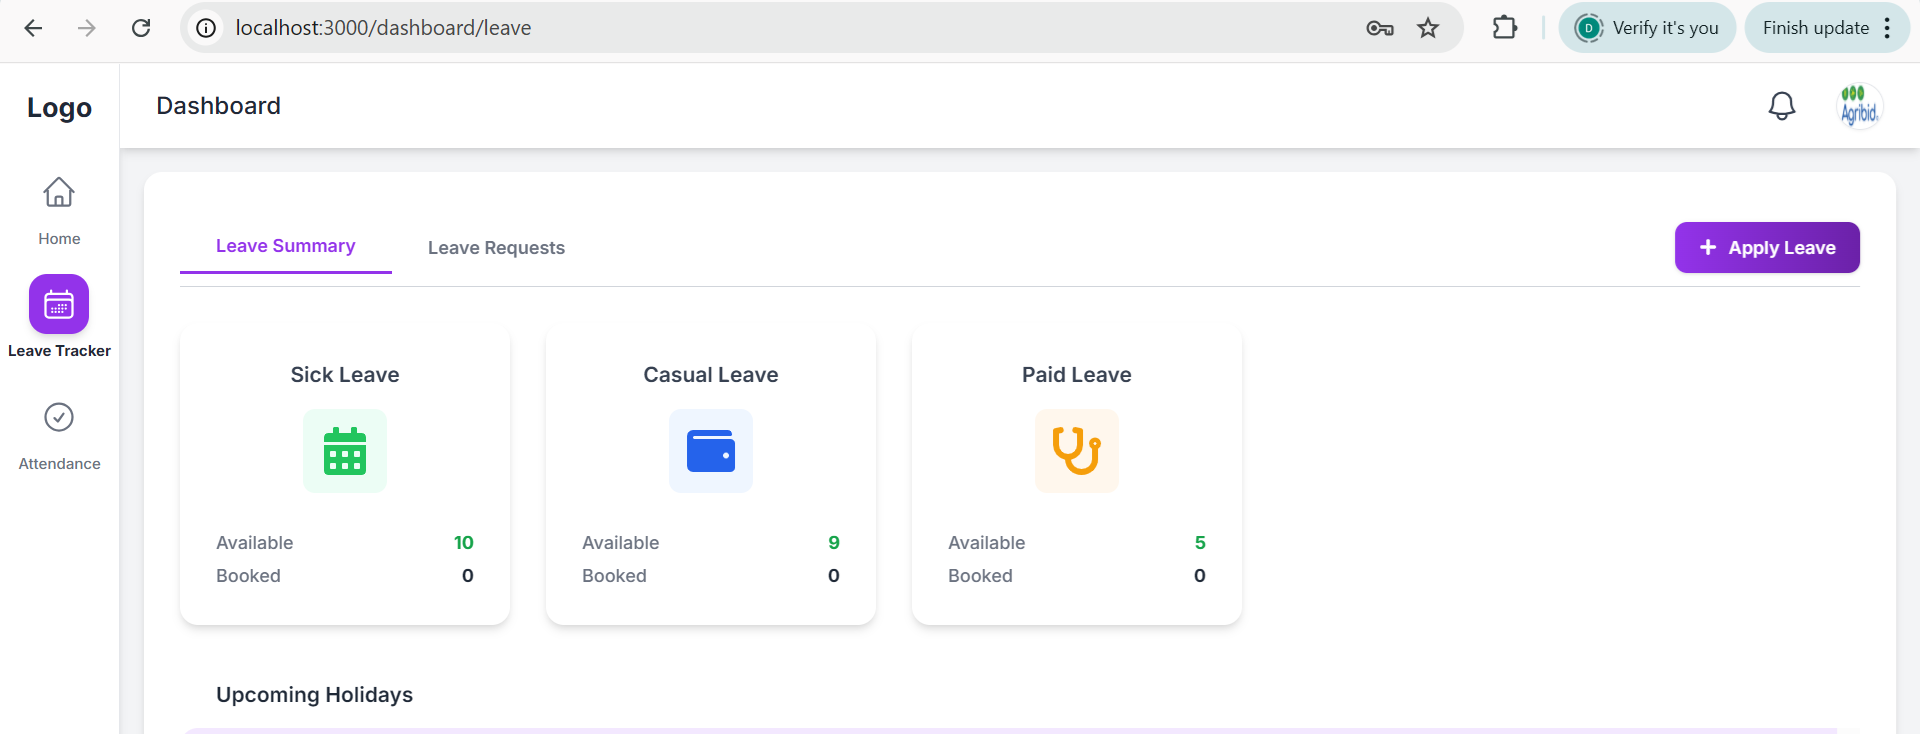 localhost:3000/dashboard/leave
D Verify it's you
Finish update
Logo
Dashboard
Agribid
Home
Leave Tracker
Attendance
Leave Summary
Leave Requests
+ Apply Leave
Sick Leave
Available 10
Booked 0
Casual Leave
Available 9
Booked 0
Paid Leave
Available 5
Booked 0
Upcoming Holidays